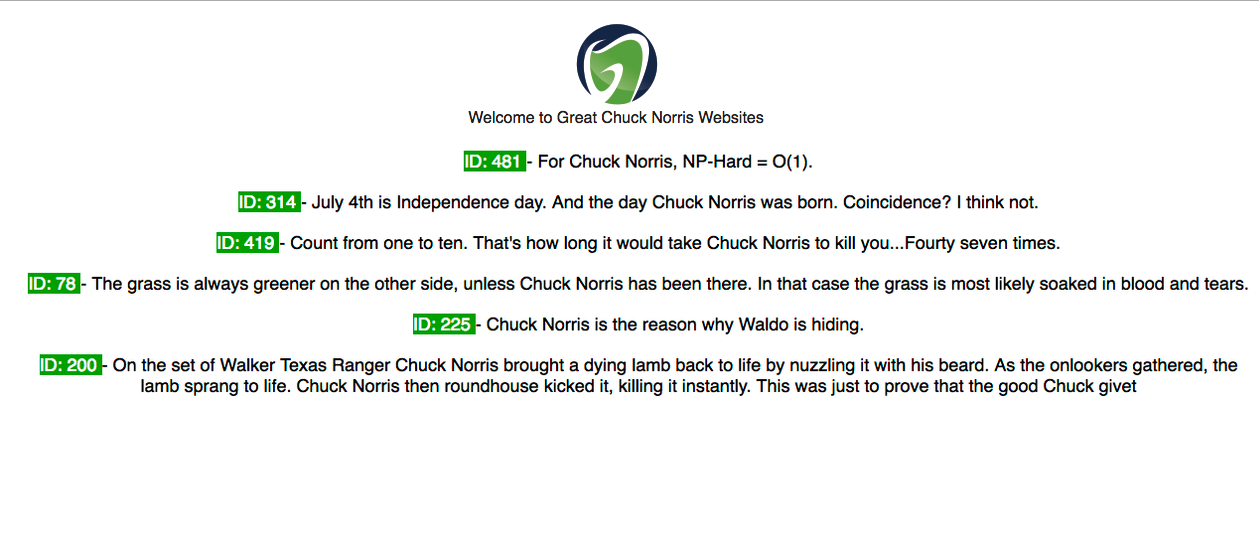 Welcome to Great Chuck Norris Websites
ID: 481 - For Chuck Norris, NP-Hard = O(1).
ID: 314 - July 4th is Independence day. And the day Chuck Norris was born. Coincidence? I think not.
ID: 419 - Count from one to ten. That's how long it would take Chuck Norris to kill you...Fourty seven times.
ID: 78 - The grass is always greener on the other side, unless Chuck Norris has been there. In that case the grass is most likely soaked in blood and tears.
ID: 225 - Chuck Norris is the reason why Waldo is hiding.
ID: 200 - On the set of Walker Texas Ranger Chuck Norris brought a dying lamb back to life by nuzzling it with his beard. As the onlookers gathered, the
lamb sprang to life. Chuck Norris then roundhouse kicked it, killing it instantly. This was just to prove that the good Chuck givet